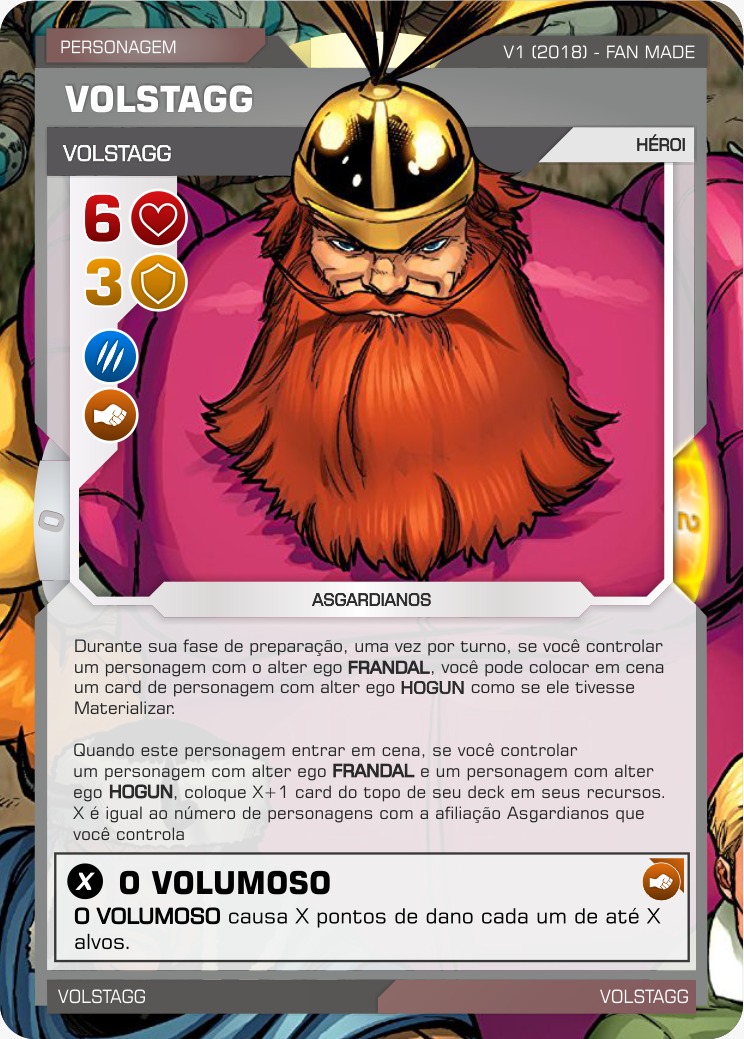 PERSONAGEM
V1 (2018) - FAN MADE
VOLSTAGG
VOLSTAGG
HÉROI
6
3
0
2
ASGARDIANOS
Durante sua fase de preparação, uma vez por turno, se você controlar
um personagem com o alter ego FRANDAL, você pode colocar em cena
um card de personagem com alter ego HOGUN como se ele tivesse
Materializar.
Quando este personagem entrar em cena, se você controlar
um personagem com alter ego FRANDAL e um personagem com alter
ego HOGUN, coloque X+1 card do topo de seu deck em seus recursos.
X é igual ao número de personagens com a afiliação Asgardianos que
você controla
X O VOLUMOSO
O VOLUMOSO causa X pontos de dano cada um de até X
alvos.
VOLSTAGG
VOLSTAGG